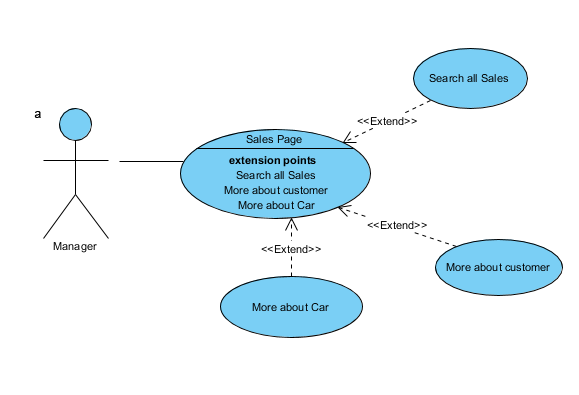 a
Manager
Sales Page
extension points
Search all Sales
More about customer
More about Car
<<Extend>>
Search all Sales
<<Extend>>
More about customer
<<Extend>>
More about Car